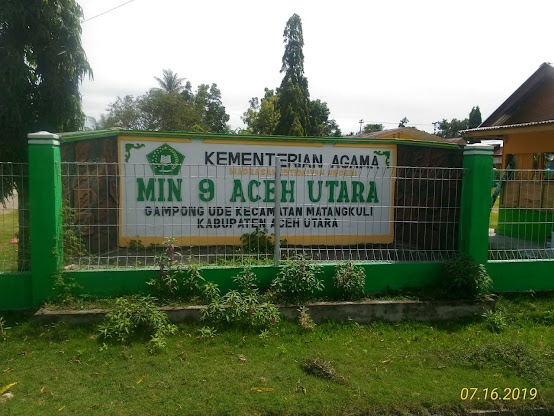 KEMENTERIAN AGAMA
MIN 9 ACEH UTARA
GAMPONG UDE KECAMATAN MATANGKULI
KABUPATEN ACEH UTARA
07.16.2019